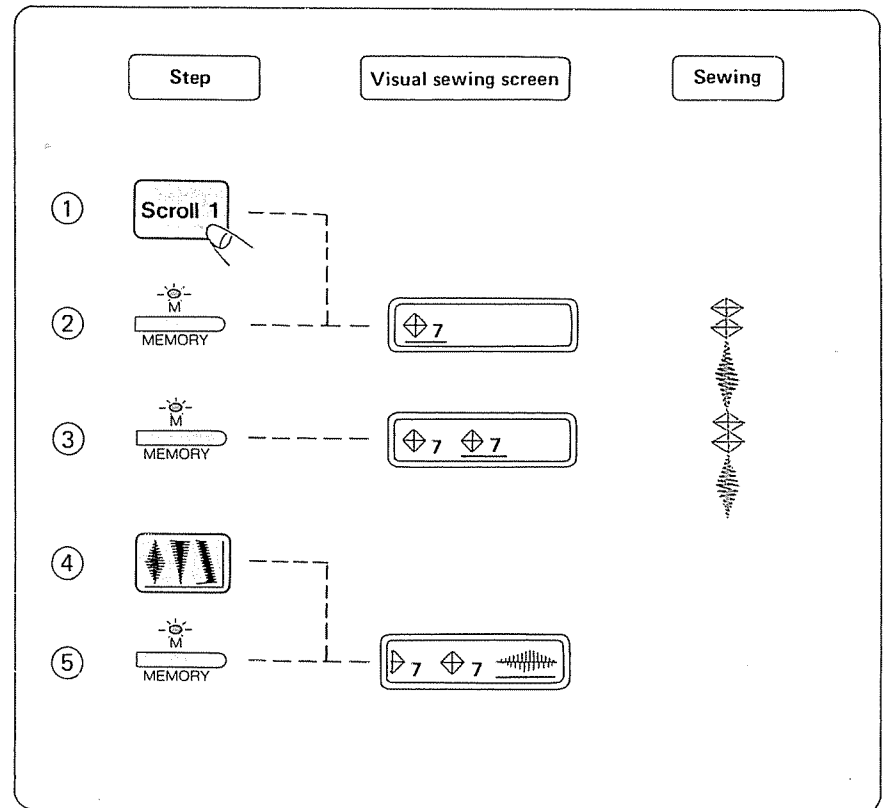 Step Visual sewing screen Sewing
① Scroll 1
② M
MEMORY
7
③ M
MEMORY
7 7
④
⑤ M
MEMORY
7 7